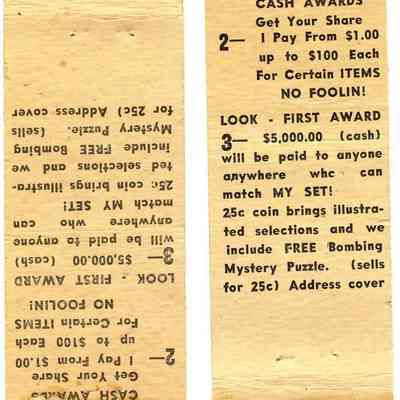 CASH AWARDS
Get Your Share
2— I Pay From $1.00
up to $100 Each
For Certain ITEMS
NO FOOLIN!
LOOK - FIRST AWARD
3— $5,000.00 (cash)
will be paid to anyone
anywhere who can
match MY SET!
25c coin brings illustra-
ted selections and we
include FREE Bombing
Mystery Puzzle. (sells
for 25c) Address cover
CASH AWARDS
Get Your Share
2— I Pay From $1.00
up to $100 Each
For Certain ITEMS
NO FOOLIN!
LOOK - FIRST AWARD
3— $5,000.00 (cash)
will be paid to anyone
anywhere who can
match MY SET!
25c coin brings illustra-
ted selections and we
include FREE Bombing
Mystery Puzzle. (sells
for 25c) Address cover